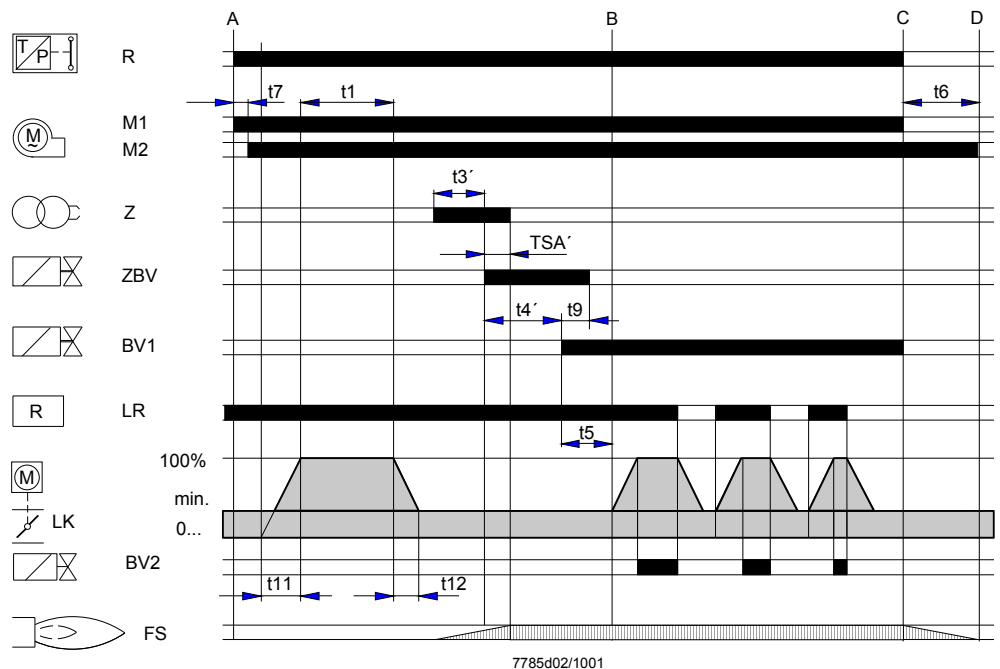 A B C D
T P R
t7 t1 t6
M1
M ~
M2
t3´
Z
TSA´
ZBV
t4´ t9
BV1
R LR
t5
100%
M
min.
LK
0...
BV2
t11 t12
FS
7785d02/1001